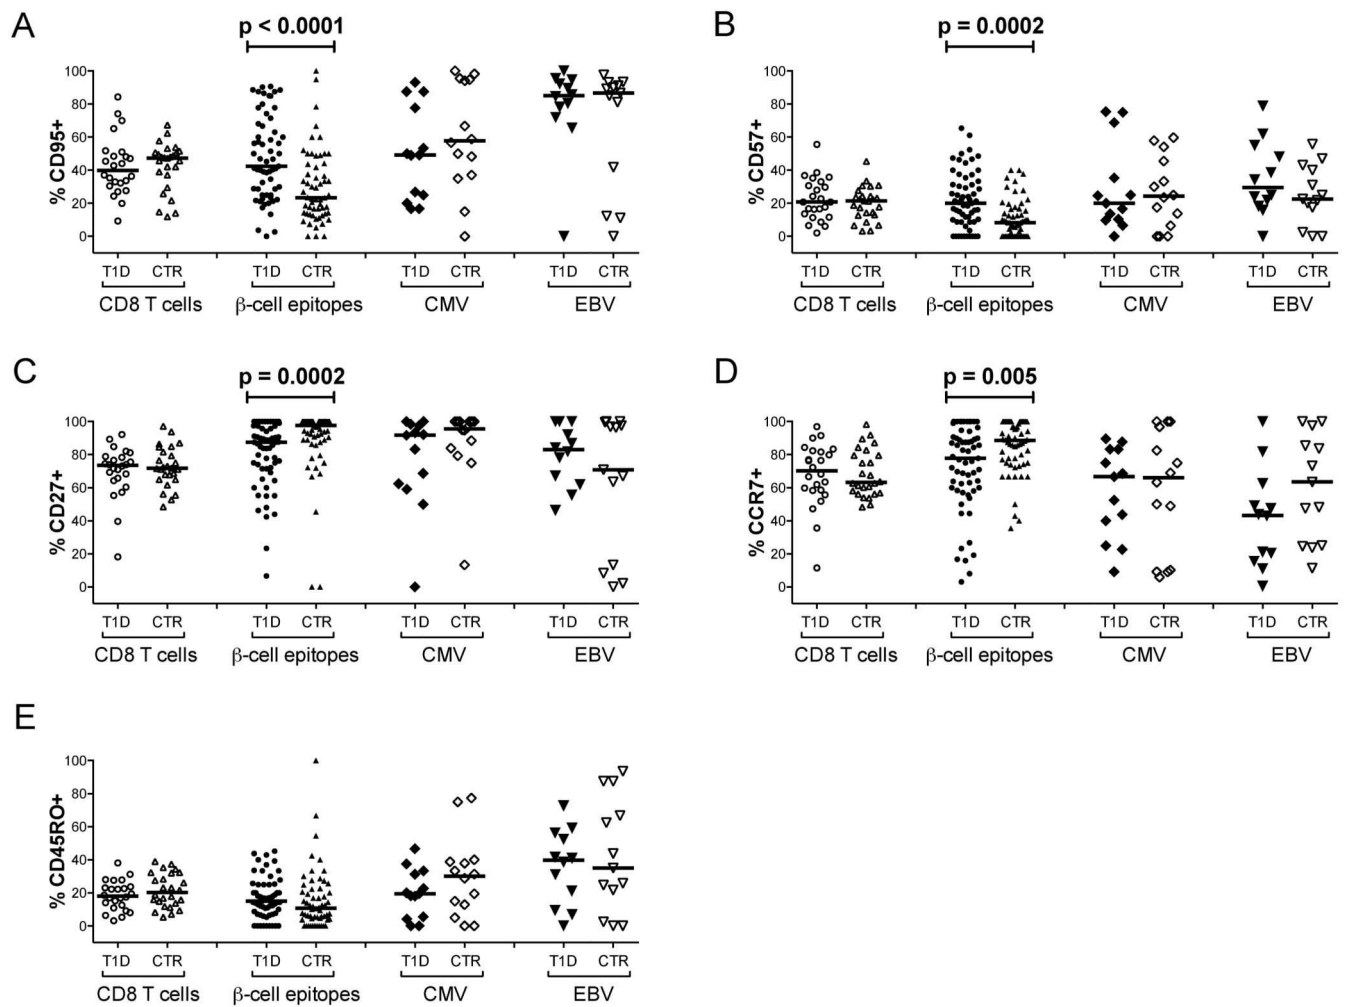 A
p < 0.0001
% CD95+
100
80
60
40
20
0
T1D CTR T1D CTR T1D CTR T1D CTR
CD8 T cells β-cell epitopes CMV EBV
B
p = 0.0002
% CD57+
100
80
60
40
20
0
T1D CTR T1D CTR T1D CTR T1D CTR
CD8 T cells β-cell epitopes CMV EBV
C
p = 0.0002
% CD27+
100
80
60
40
20
0
T1D CTR T1D CTR T1D CTR T1D CTR
CD8 T cells β-cell epitopes CMV EBV
D
p = 0.005
% CCR7+
100
80
60
40
20
0
T1D CTR T1D CTR T1D CTR T1D CTR
CD8 T cells β-cell epitopes CMV EBV
E
% CD45RO+
100
80
60
40
20
0
T1D CTR T1D CTR T1D CTR T1D CTR
CD8 T cells β-cell epitopes CMV EBV